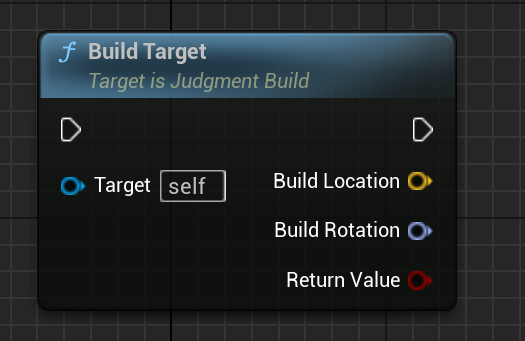 f Build Target
Target is Judgment Build
Target self
Build Location
Build Rotation
Return Value